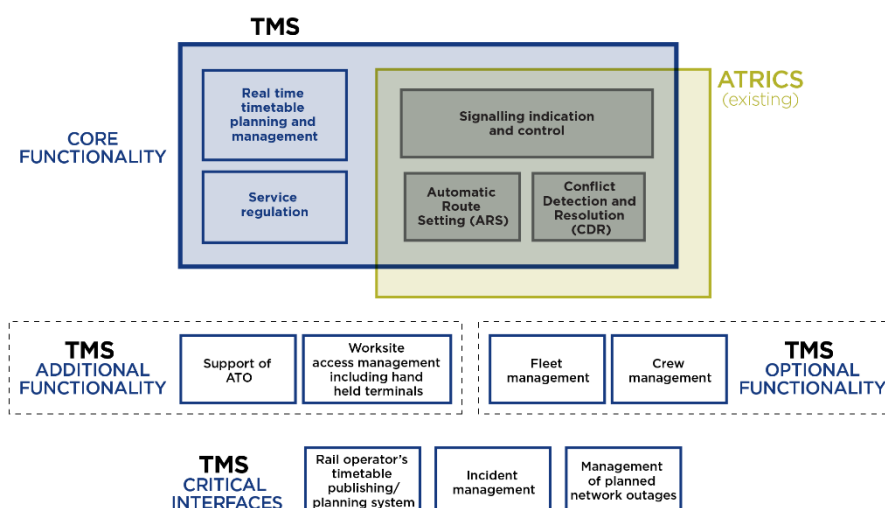 TMS
ATRICS
(existing)
CORE
FUNCTIONALITY
Real time
timetable
planning and
management
Signalling indication
and control
Service
regulation
Automatic
Route
Setting (ARS)
Conflict
Detection and
Resolution
(CDR)
TMS
ADDITIONAL
FUNCTIONALITY
Support of
ATO
Worksite
access management
including hand
held terminals
Fleet
management
Crew
management
TMS
OPTIONAL
FUNCTIONALITY
TMS
CRITICAL
INTERFACES
Rail operator's
timetable
publishing/
planning system
Incident
management
Management
of planned
network outages